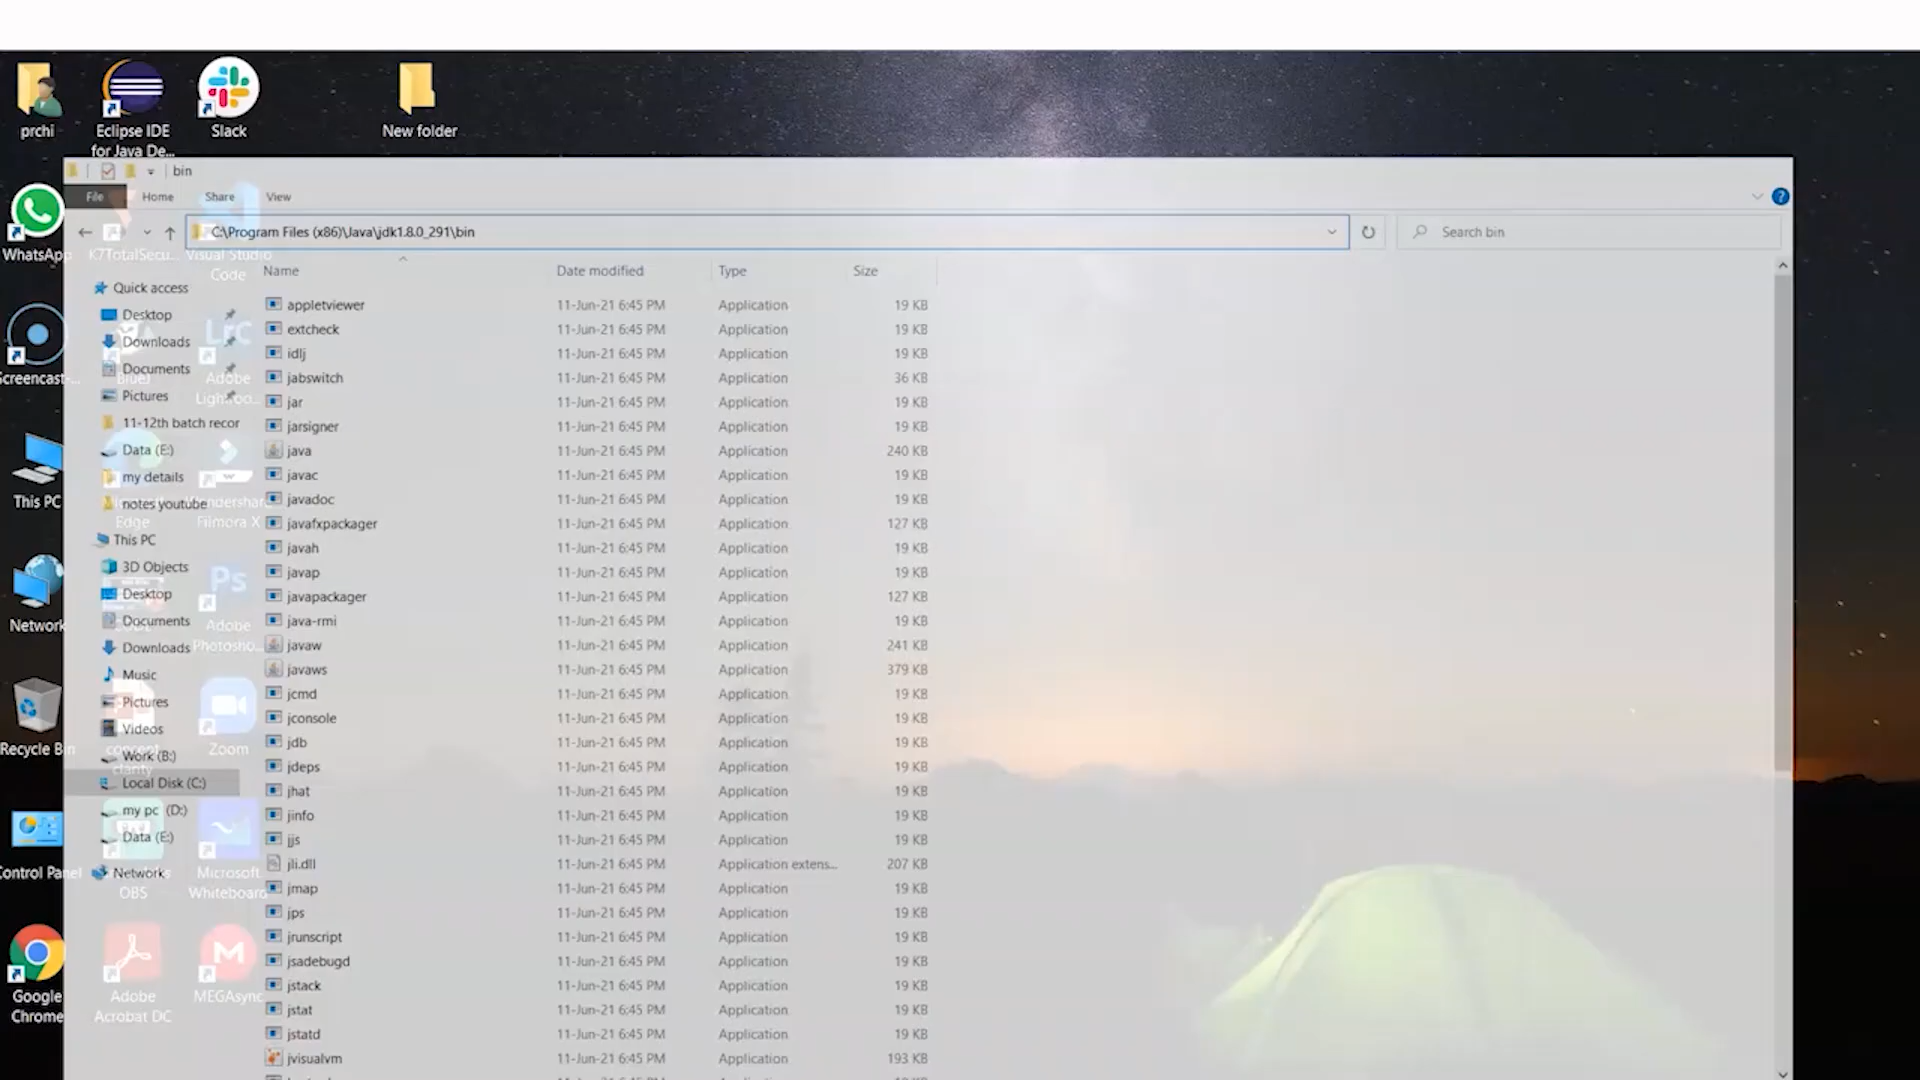 prchi
Eclipse IDE
for Java De...
Slack
New folder
bin
File
Home
Share
View
WhatsApp
K7TotalSecu...
Visual Studio
Code
C:\Program Files (x86)\Java\jdk1.8.0_291\bin
Search bin
Name
Date modified
Type
Size
Quick access
Desktop
Downloads
Documents
Pictures
11-12th batch recor
Data (E:)
my details
notes youtube
This PC
3D Objects
Desktop
Documents
Downloads
Music
Pictures
Videos
Work (B:)
Local Disk (C:)
my pc (D:)
Data (E:)
Network
appletviewer 11-Jun-21 6:45 PM Application 19 KB
extcheck 11-Jun-21 6:45 PM Application 19 KB
idlj 11-Jun-21 6:45 PM Application 19 KB
jabswitch 11-Jun-21 6:45 PM Application 36 KB
jar 11-Jun-21 6:45 PM Application 19 KB
jarsigner 11-Jun-21 6:45 PM Application 19 KB
java 11-Jun-21 6:45 PM Application 240 KB
javac 11-Jun-21 6:45 PM Application 19 KB
javadoc 11-Jun-21 6:45 PM Application 19 KB
javafxpackager 11-Jun-21 6:45 PM Application 127 KB
javah 11-Jun-21 6:45 PM Application 19 KB
javap 11-Jun-21 6:45 PM Application 19 KB
javapackager 11-Jun-21 6:45 PM Application 127 KB
java-rmi 11-Jun-21 6:45 PM Application 19 KB
javaw 11-Jun-21 6:45 PM Application 241 KB
javaws 11-Jun-21 6:45 PM Application 379 KB
jcmd 11-Jun-21 6:45 PM Application 19 KB
jconsole 11-Jun-21 6:45 PM Application 19 KB
jdb 11-Jun-21 6:45 PM Application 19 KB
jdeps 11-Jun-21 6:45 PM Application 19 KB
jhat 11-Jun-21 6:45 PM Application 19 KB
jinfo 11-Jun-21 6:45 PM Application 19 KB
jjs 11-Jun-21 6:45 PM Application 19 KB
jli.dll 11-Jun-21 6:45 PM Application extens... 207 KB
jmap 11-Jun-21 6:45 PM Application 19 KB
jps 11-Jun-21 6:45 PM Application 19 KB
jrunscript 11-Jun-21 6:45 PM Application 19 KB
jsadebugd 11-Jun-21 6:45 PM Application 19 KB
jstack 11-Jun-21 6:45 PM Application 19 KB
jstat 11-Jun-21 6:45 PM Application 19 KB
jstatd 11-Jun-21 6:45 PM Application 19 KB
jvisualvm 11-Jun-21 6:45 PM Application 193 KB
Screencast-...
BlueJ
Lrc
Adobe
Lightroo...
This PC
Edge
Wondershare
Filmora X
Network
Ps
Adobe
Photosho...
Recycle Bin
concept
clarity
Zoom
Control Panel
OBS
Microsoft
Whiteboard
Google
Chrome
Adobe
Acrobat DC
MEGAsync